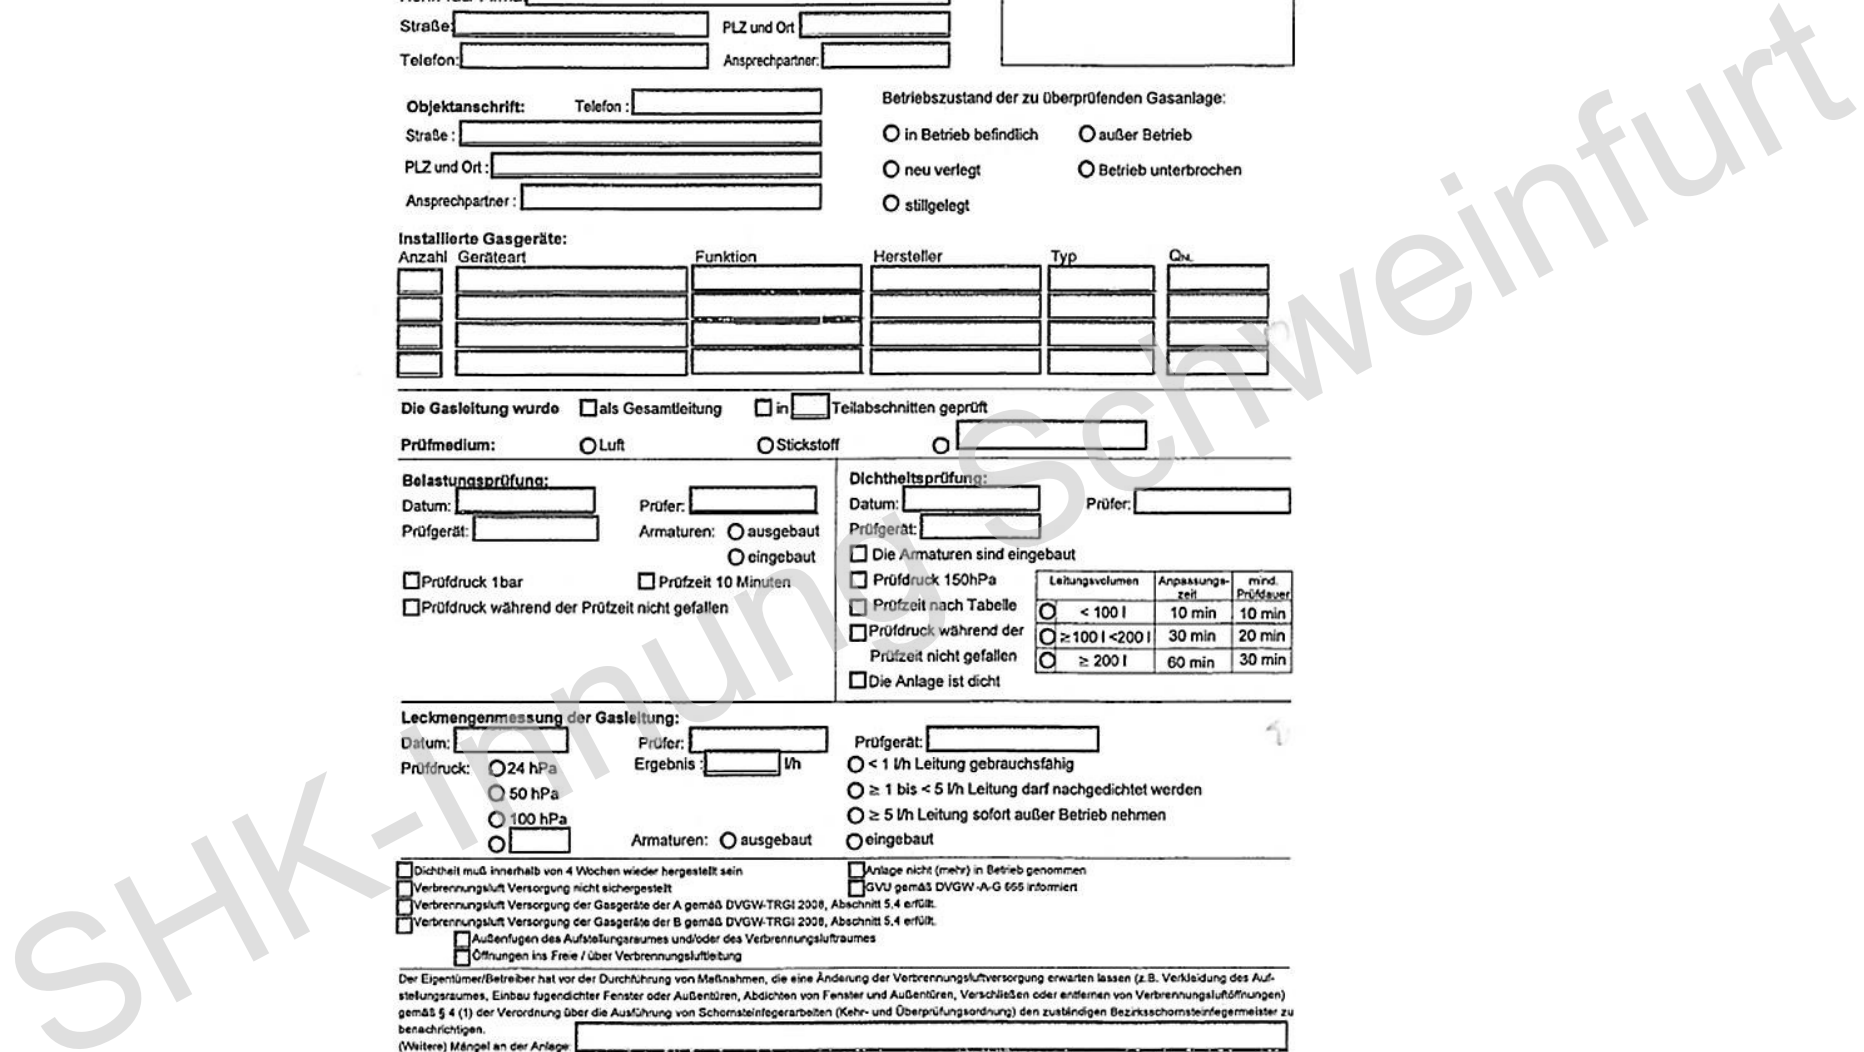 Straße: PLZ und Ort
Telefon: Ansprechpartner:
Objektanschrift: Telefon :
Betriebszustand der zu überprüfenden Gasanlage:
Straße :
in Betrieb befindlich außer Betrieb
PLZ und Ort :
neu verlegt Betrieb unterbrochen
Ansprechpartner :
stillgelegt
Installierte Gasgeräte:
Anzahl Geräteart Funktion Hersteller Typ QNL
Die Gasleitung wurde als Gesamtleitung in Teilabschnitten geprüft
Prüfmedium: Luft Stickstoff
Belastungsprüfung:
Datum: Prüfer:
Prüfgerät: Armaturen: ausgebaut
eingebaut
Prüfdruck 1bar Prüfzeit 10 Minuten
Prüfdruck während der Prüfzeit nicht gefallen
Dichtheitsprüfung:
Datum: Prüfer:
Prüfgerät:
Die Armaturen sind eingebaut
Prüfdruck 150hPa
Prüfzeit nach Tabelle
Prüfdruck während der
Prüfzeit nicht gefallen
Die Anlage ist dicht
Leitungsvolumen Anpassungs-zeit mind. Prüfdauer
< 100 l 10 min 10 min
≥100 l <200 l 30 min 20 min
≥ 200 l 60 min 30 min
Leckmengenmessung der Gasleitung:
Datum: Prüfer: Prüfgerät:
Prüfdruck: 24 hPa Ergebnis : l/h < 1 l/h Leitung gebrauchsfähig
50 hPa ≥ 1 bis < 5 l/h Leitung darf nachgedichtet werden
100 hPa ≥ 5 l/h Leitung sofort außer Betrieb nehmen
Armaturen: ausgebaut eingebaut
Dichtheit muß innerhalb von 4 Wochen wieder hergestellt sein Anlage nicht (mehr) in Betrieb genommen
Verbrennungsluft Versorgung nicht sichergestellt GVU gemäß DVGW -A-G 655 informiert
Verbrennungsluft Versorgung der Gasgeräte der A gemäß DVGW-TRGI 2008, Abschnitt 5.4 erfüllt.
Verbrennungsluft Versorgung der Gasgeräte der B gemäß DVGW-TRGI 2008, Abschnitt 5.4 erfüllt.
Außenfugen des Aufstellungsraumes und/oder des Verbrennungsluftraumes
Öffnungen ins Freie / über Verbrennungsluftleitung
Der Eigentümer/Betreiber hat vor der Durchführung von Maßnahmen, die eine Änderung der Verbrennungsluftversorgung erwarten lassen (z.B. Verkleidung des Auf-
stellungsraumes, Einbau fugendichter Fenster oder Außentüren, Abdichten von Fenster und Außentüren, Verschließen oder entfernen von Verbrennungsluftöffnungen)
gemäß § 4 (1) der Verordnung über die Ausführung von Schornsteinfegerarbeiten (Kehr- und Überprüfungsordnung) den zuständigen Bezirksschornsteinfegermeister zu
benachrichtigen.
(Weitere) Mängel an der Anlage:
SHK-Innung Schweinfurt